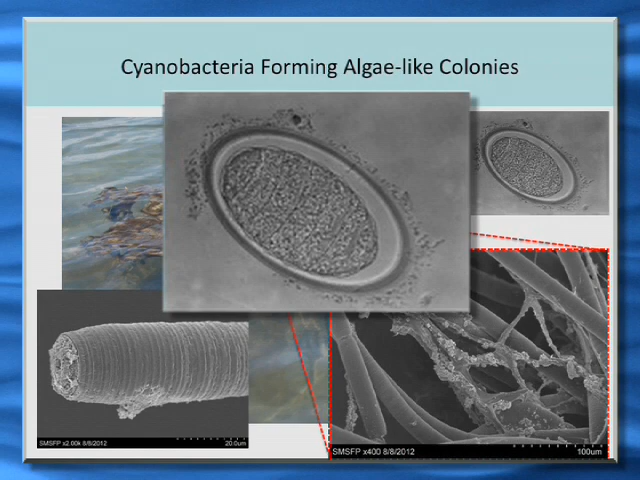 Cyanobacteria Forming Algae-like Colonies
SMSFP x2.00k 8/8/2012 20.0um
SMSFP x400 8/8/2012 100um